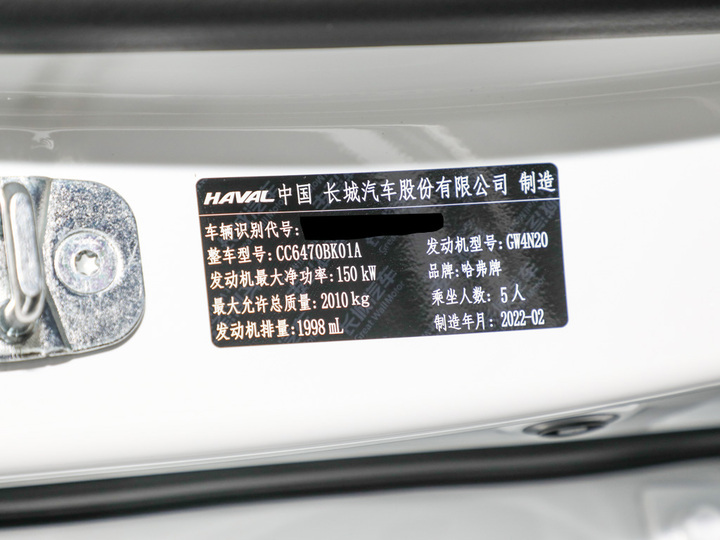 HAVAL 中国 长城汽车股份有限公司 制造
车辆识别代号:
整车型号: CC6470BK01A 发动机型号: GW4N20
发动机最大净功率: 150 kW 品牌: 哈弗牌
最大允许总质量: 2010 kg 乘坐人数: 5 人
发动机排量: 1998 mL 制造年月: 2022-02